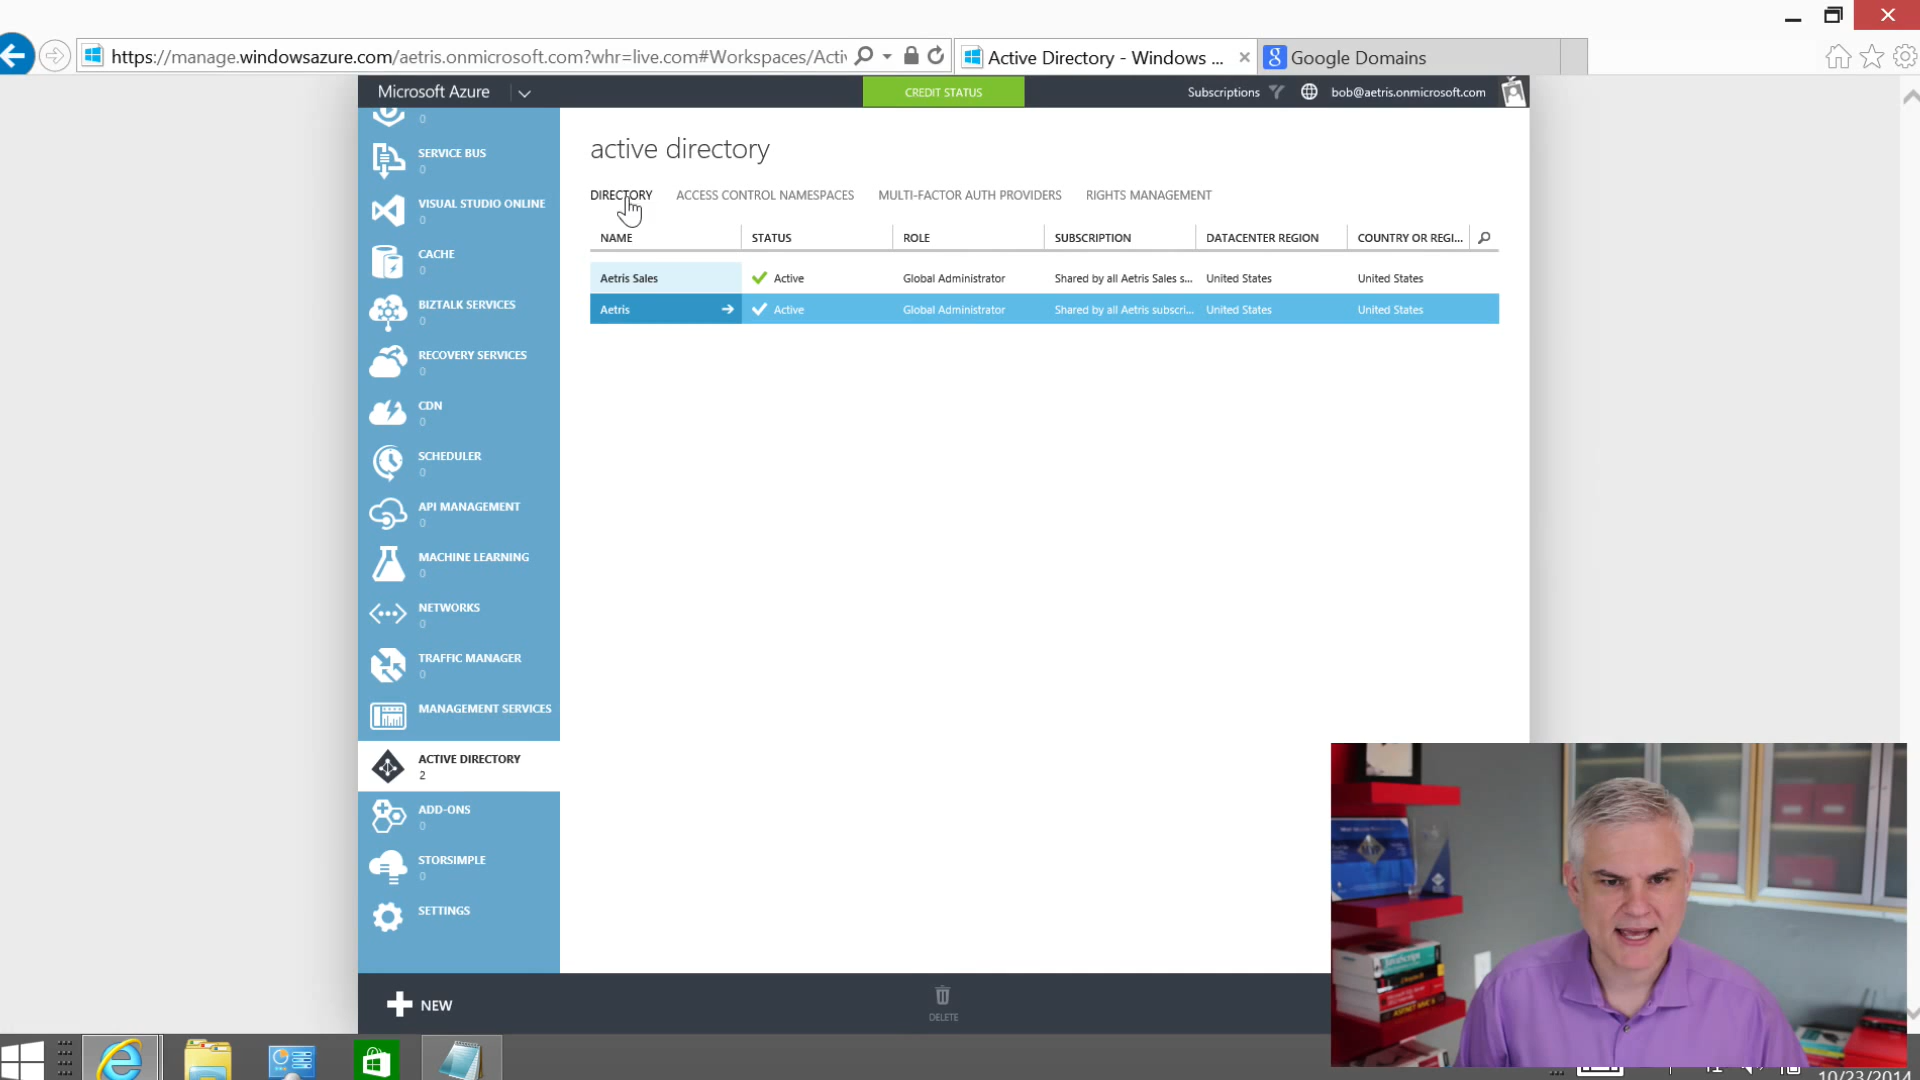 https://manage.windowsazure.com/aetris.onmicrosoft.com?whr=live.com#Workspaces/Acti
Active Directory - Windows ...
Google Domains
Microsoft Azure
CREDIT STATUS
Subscriptions
bob@aetris.onmicrosoft.com
0
SERVICE BUS
0
VISUAL STUDIO ONLINE
0
CACHE
0
BIZTALK SERVICES
0
RECOVERY SERVICES
0
CDN
0
SCHEDULER
0
API MANAGEMENT
0
MACHINE LEARNING
0
NETWORKS
0
TRAFFIC MANAGER
0
MANAGEMENT SERVICES
ACTIVE DIRECTORY
2
ADD-ONS
0
STORSIMPLE
0
SETTINGS
active directory
DIRECTORY ACCESS CONTROL NAMESPACES MULTI-FACTOR AUTH PROVIDERS RIGHTS MANAGEMENT
NAME STATUS ROLE SUBSCRIPTION DATACENTER REGION COUNTRY OR REGI...
Aetris Sales Active Global Administrator Shared by all Aetris Sales s... United States United States
Aetris Active Global Administrator Shared by all Aetris subscri... United States United States
NEW
DELETE
JavaScript
10/23/2014